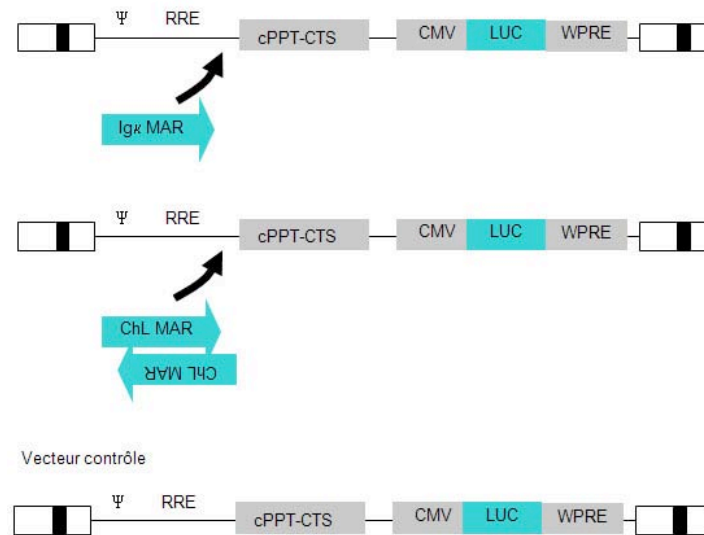 Ψ RRE
cPPT-CTS CMV LUC WPRE
Igκ MAR
Ψ RRE
cPPT-CTS CMV LUC WPRE
ChL MAR
ChL MAR
Vecteur contrôle
Ψ RRE
cPPT-CTS CMV LUC WPRE